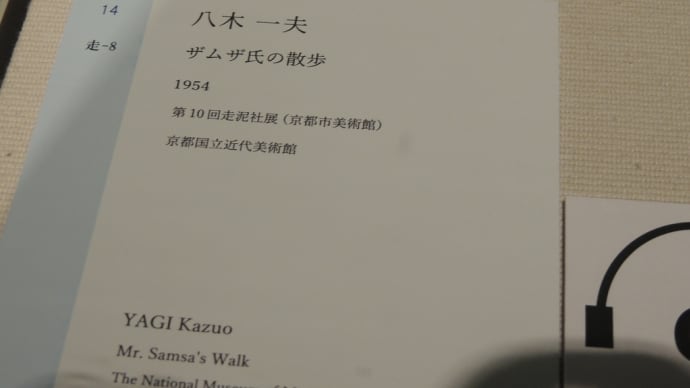 14
走-8
八木 一夫
ザムザ氏の散歩
1954
第10回走泥社展（京都市美術館）
京都国立近代美術館
YAGI Kazuo
Mr. Samsa's Walk
The National Museum of